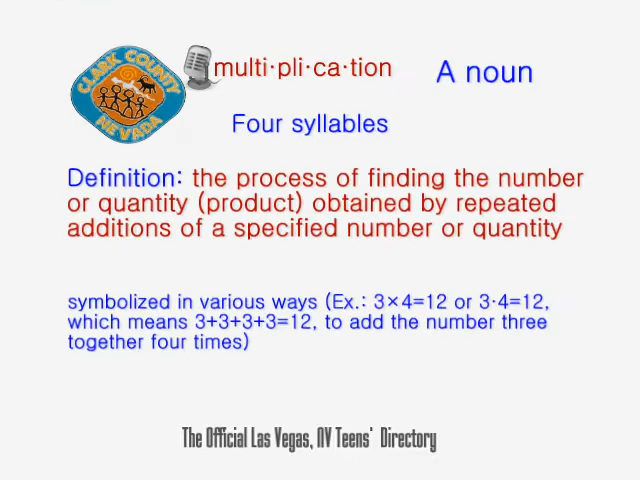 CLARK COUNTY
NEVADA
multi·pli·ca·tion
A noun
Four syllables
Definition: the process of finding the number
or quantity (product) obtained by repeated
additions of a specified number or quantity
symbolized in various ways (Ex.: 3×4=12 or 3·4=12,
which means 3+3+3+3=12, to add the number three
together four times)
The Official Las Vegas, NV Teens' Directory